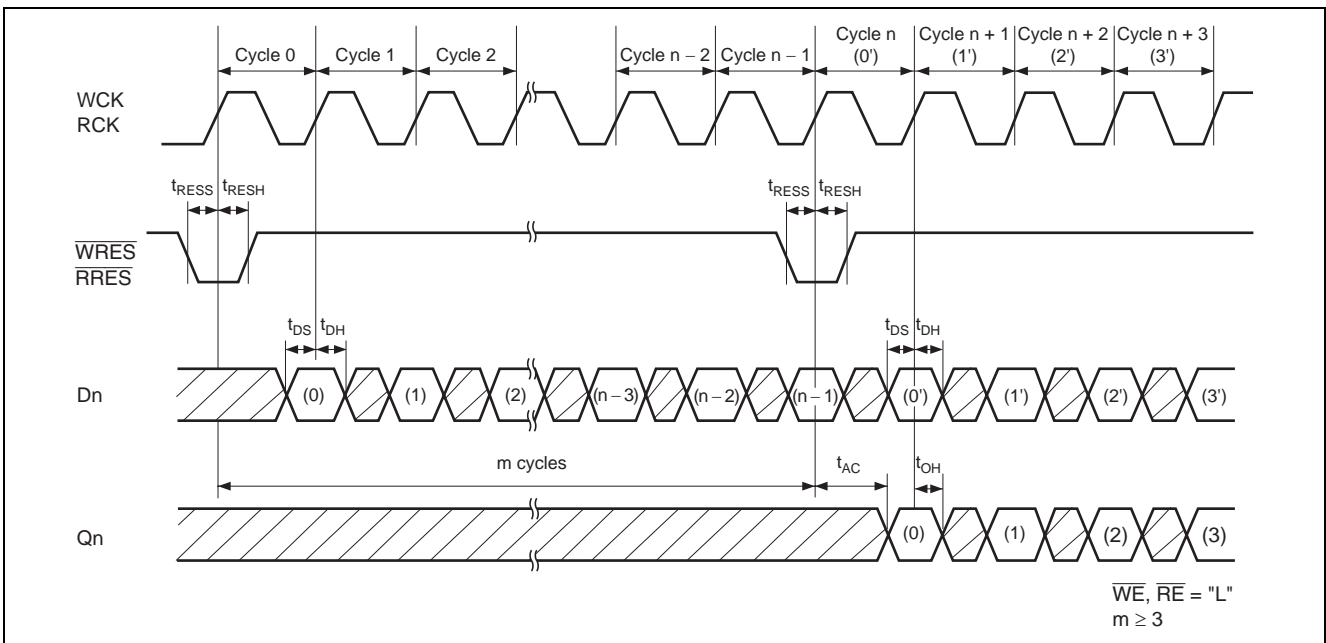 Cycle 0 Cycle 1 Cycle 2 Cycle n – 2 Cycle n – 1 Cycle n (0') Cycle n + 1 (1') Cycle n + 2 (2') Cycle n + 3 (3')
WCK
RCK
tRESS tRESH tRESS tRESH
WRES
RRES
tDS tDH tDS tDH
Dn (0) (1) (2) (n – 3) (n – 2) (n – 1) (0') (1') (2') (3')
m cycles tAC tOH
Qn (0) (1) (2) (3)
WE, RE = "L"
m ≥ 3